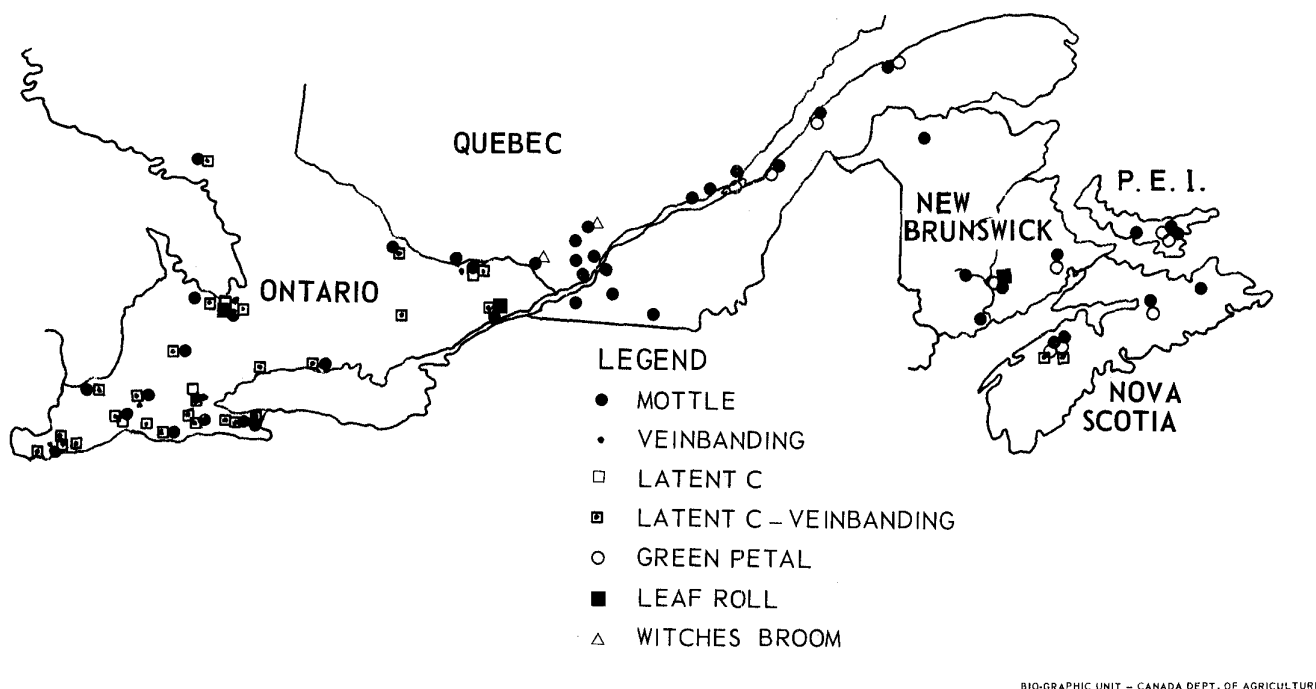 QUEBEC
P. E. I.
NEW
BRUNSWICK
ONTARIO
NOVA
SCOTIA
LEGEND
MOTTLE
VEINBANDING
LATENT C
LATENT C – VEINBANDING
GREEN PETAL
LEAF ROLL
WITCHES BROOM
BIO-GRAPHIC UNIT – CANADA DEPT. OF AGRICULTURE